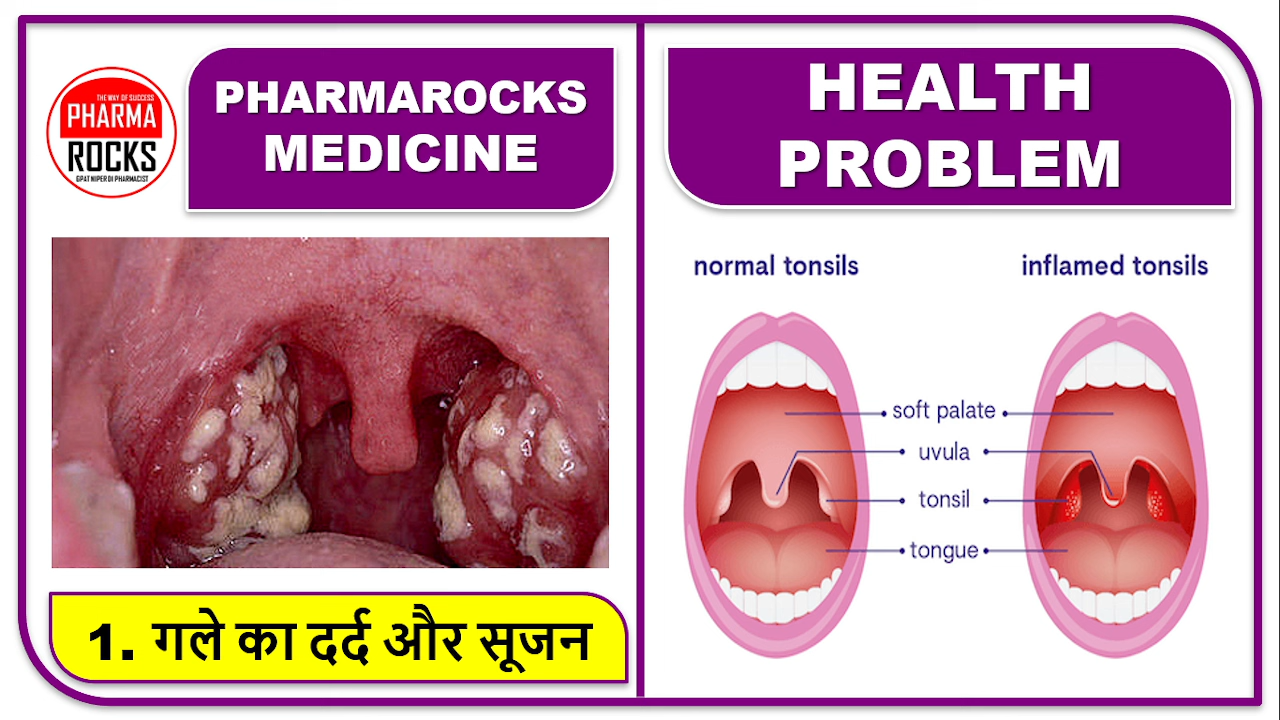 THE WAY OF SUCCESS
PHARMA
ROCKS
GPAT NIPER DI PHARMACIST
PHARMAROCKS
MEDICINE
1. गले का दर्द और सूजन
HEALTH
PROBLEM
normal tonsils
inflamed tonsils
soft palate
uvula
tonsil
tongue